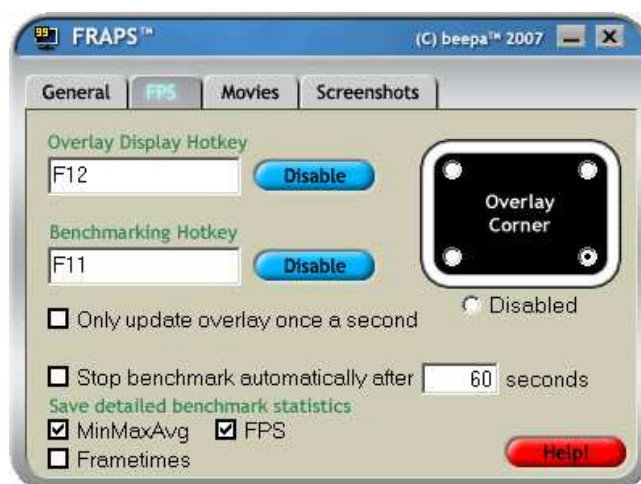 99
FRAPS™ (C) beepa™ 2007
General FPS Movies Screenshots
Overlay Display Hotkey
F12 Disable
Overlay
Corner
Benchmarking Hotkey
F11 Disable
Disabled
Only update overlay once a second
Stop benchmark automatically after 60 seconds
Save detailed benchmark statistics
MinMaxAvg FPS
Frametimes
Help!